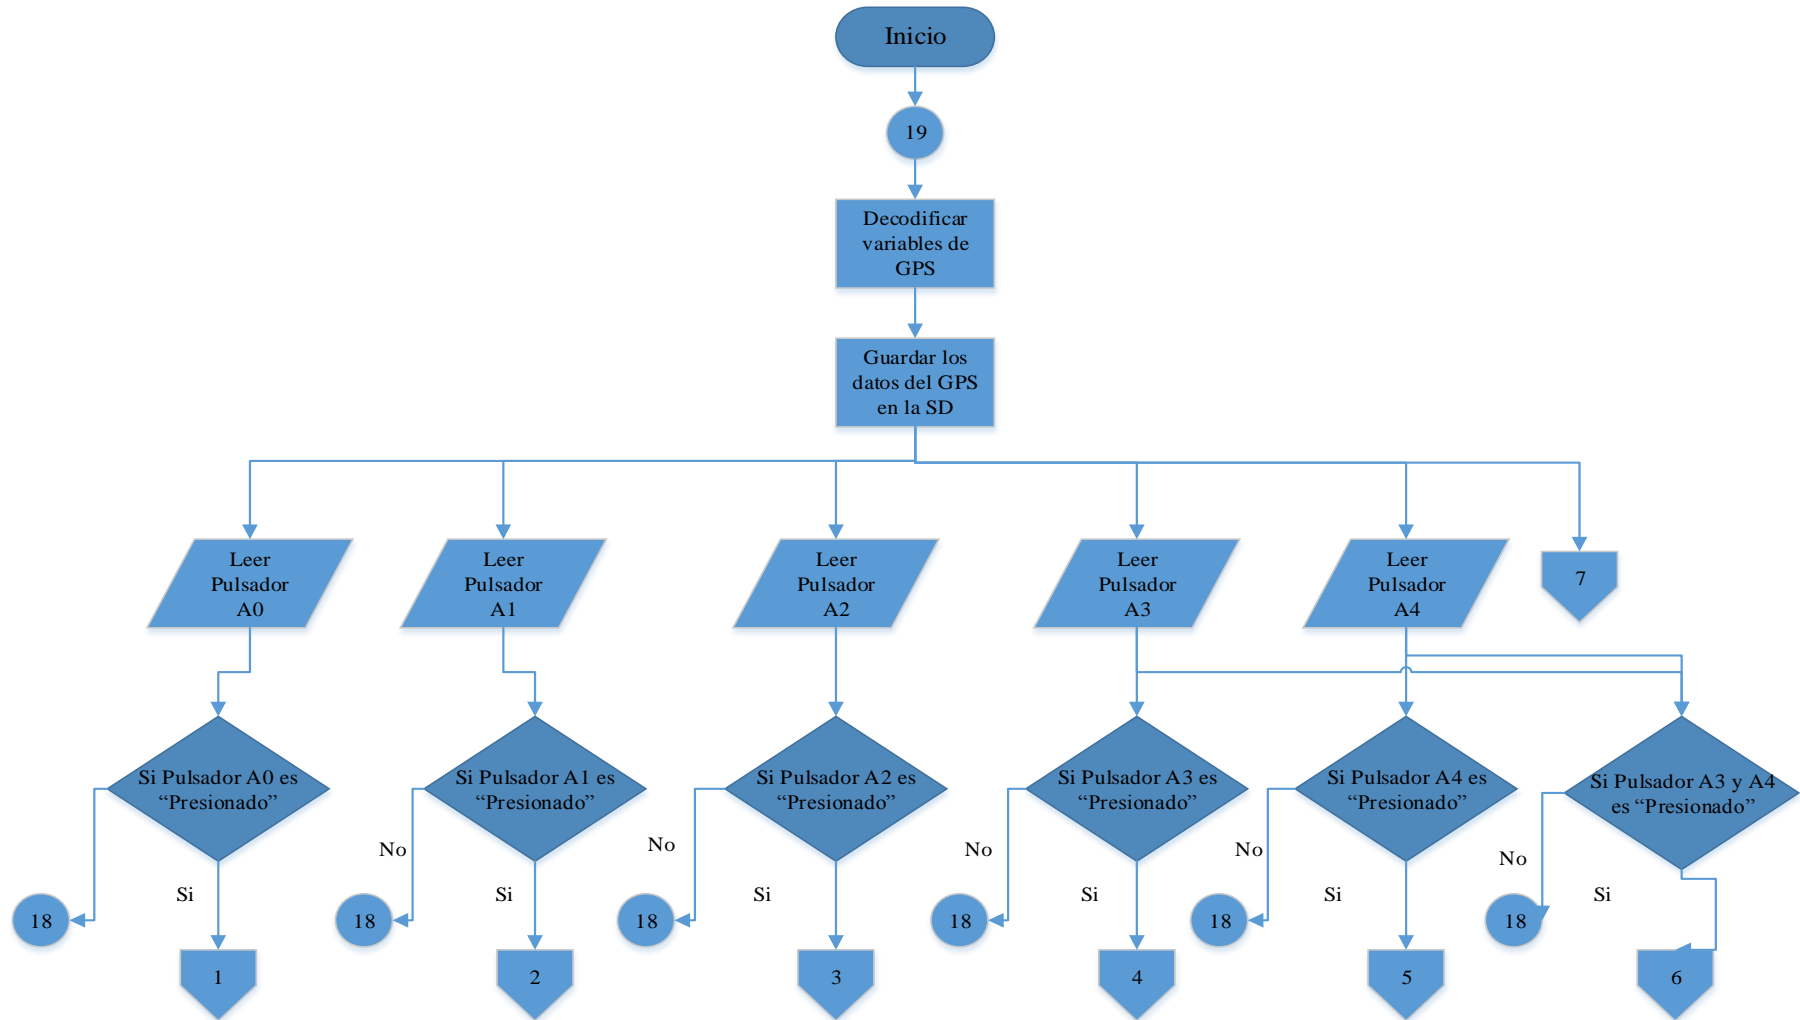 Inicio
19
Decodificar
variables de
GPS
Guardar los
datos del GPS
en la SD
Leer
Pulsador
A0
Leer
Pulsador
A1
Leer
Pulsador
A2
Leer
Pulsador
A3
Leer
Pulsador
A4
7
Si Pulsador A0 es
“Presionado”
Si Pulsador A1 es
“Presionado”
Si Pulsador A2 es
“Presionado”
Si Pulsador A3 es
“Presionado”
Si Pulsador A4 es
“Presionado”
Si Pulsador A3 y A4
es “Presionado”
No
No
No
No
No
Si
Si
Si
Si
Si
Si
18
18
18
18
18
18
1
2
3
4
5
6